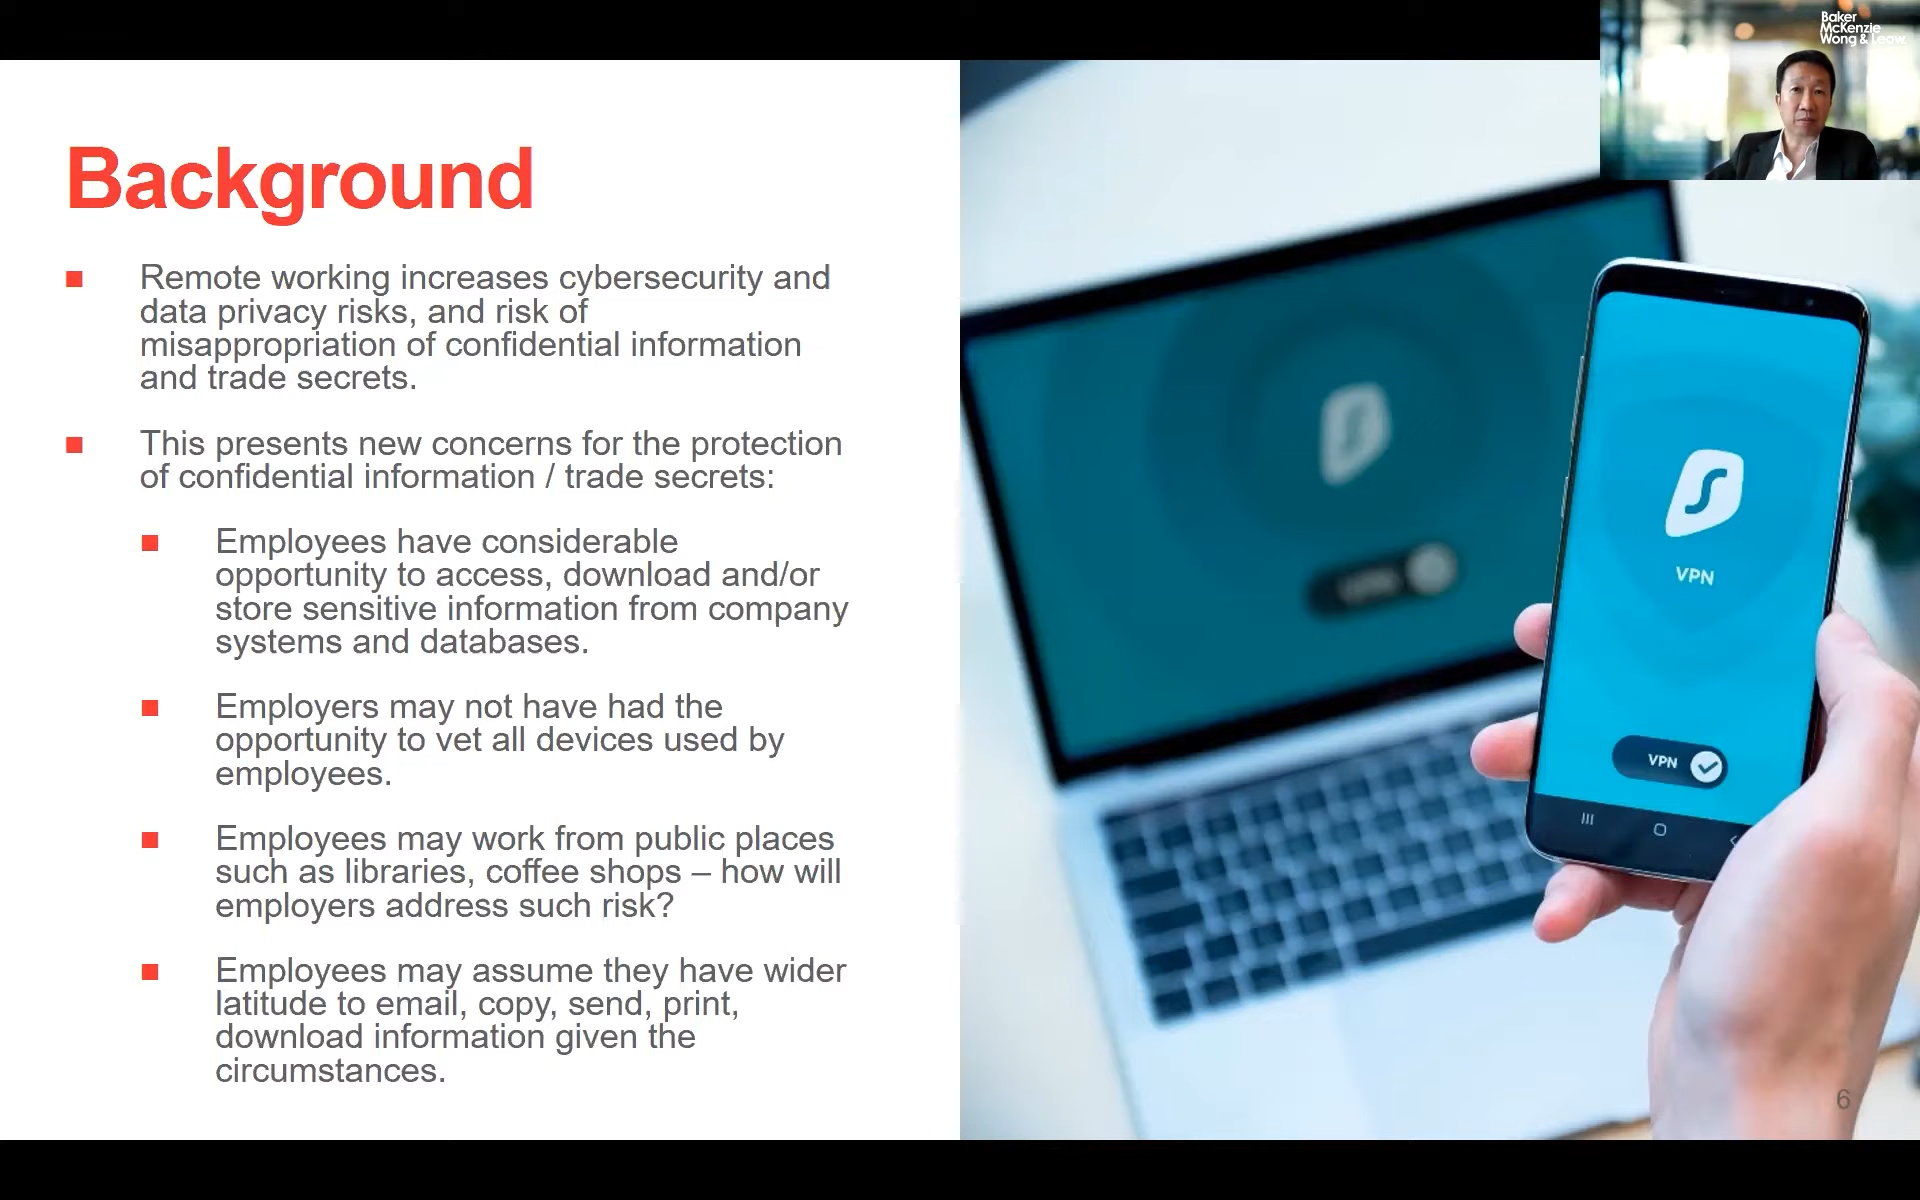 Baker
McKenzie
Wong & Leow
Background
Remote working increases cybersecurity and
data privacy risks, and risk of
misappropriation of confidential information
and trade secrets.
This presents new concerns for the protection
of confidential information / trade secrets:
Employees have considerable
opportunity to access, download and/or
store sensitive information from company
systems and databases.
Employers may not have had the
opportunity to vet all devices used by
employees.
Employees may work from public places
such as libraries, coffee shops – how will
employers address such risk?
Employees may assume they have wider
latitude to email, copy, send, print,
download information given the
circumstances.
VPN
VPN
VPN
6